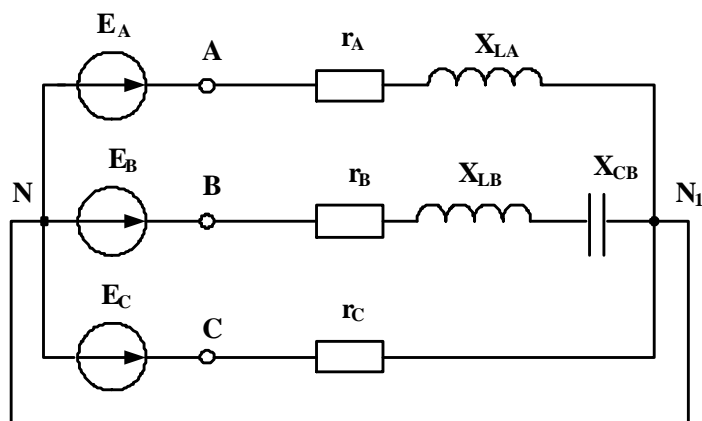 E_A A r_A X_LA
N E_B B r_B X_LB X_CB N_1
E_C C r_C